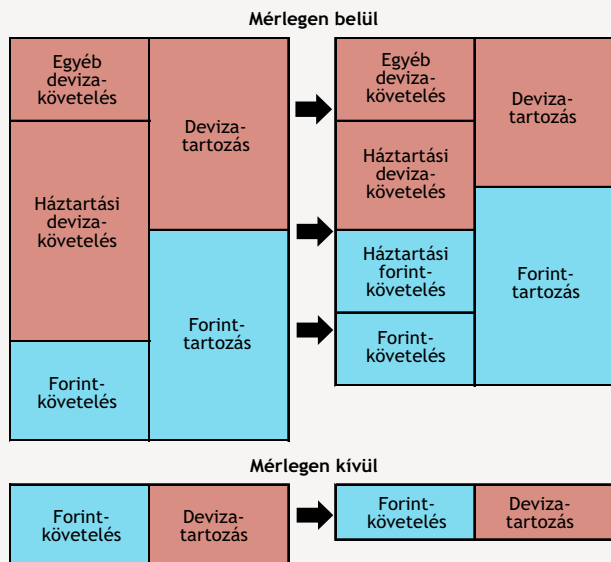 Mérlegen belül
Egyéb
deviza-
követelés
Háztartási
deviza-
követelés
Forint-
követelés
Deviza-
tartozás
Forint-
tartozás
Egyéb
deviza-
követelés
Háztartási
deviza-
követelés
Háztartási
forint-
követelés
Forint-
követelés
Deviza-
tartozás
Forint-
tartozás
Mérlegen kívül
Forint-
követelés
Deviza-
tartozás
Forint-
követelés
Deviza-
tartozás